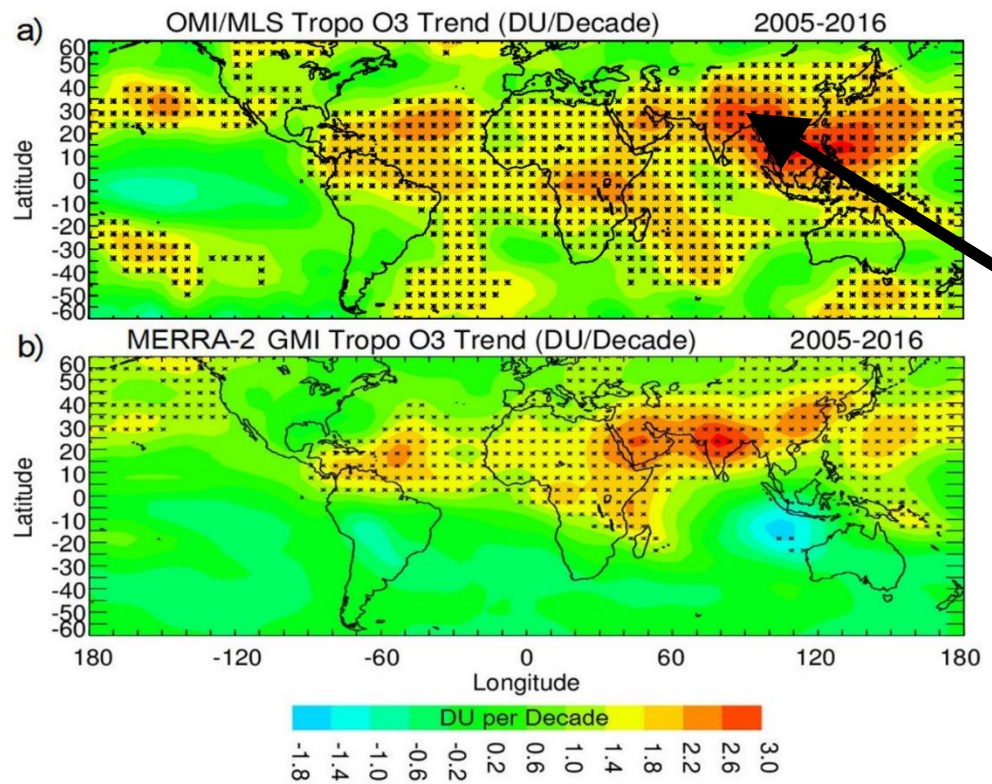 a)
OMI/MLS Tropo O3 Trend (DU/Decade) 2005-2016
60
50
40
30
20
10
0
-10
-20
-30
-40
-50
-60
Latitude
b)
MERRA-2 GMI Tropo O3 Trend (DU/Decade) 2005-2016
60
50
40
30
20
10
0
-10
-20
-30
-40
-50
-60
Latitude
180 -120 -60 0 60 120 180
Longitude
DU per Decade
-1.8 -1.4 -1.0 -0.6 -0.2 0.2 0.6 1.0 1.4 1.8 2.2 2.6 3.0